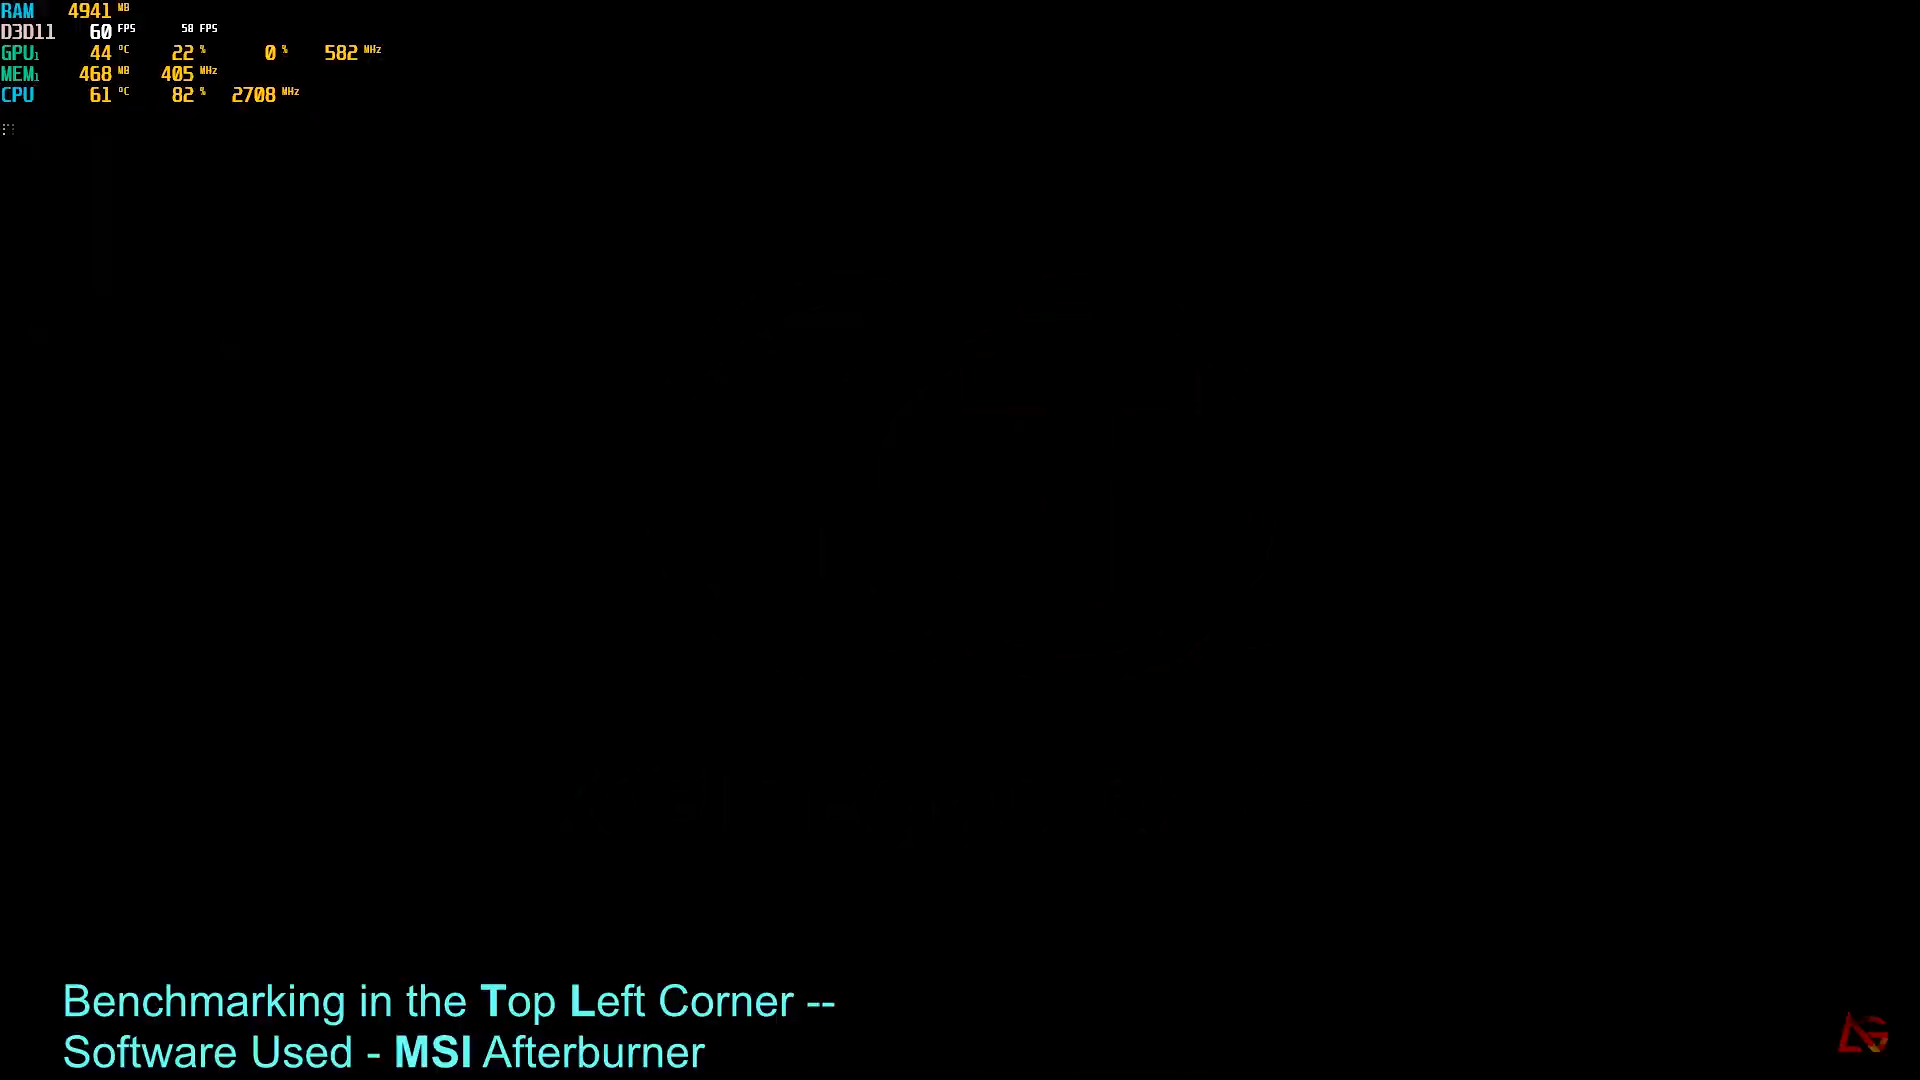 RAM 4941 MB
D3D11 60 FPS 58 FPS
GPU1 44 °C 22 % 0 % 582 MHz
MEM1 468 MB 405 MHz
CPU 61 °C 82 % 2708 MHz
Benchmarking in the Top Left Corner --
Software Used - MSI Afterburner